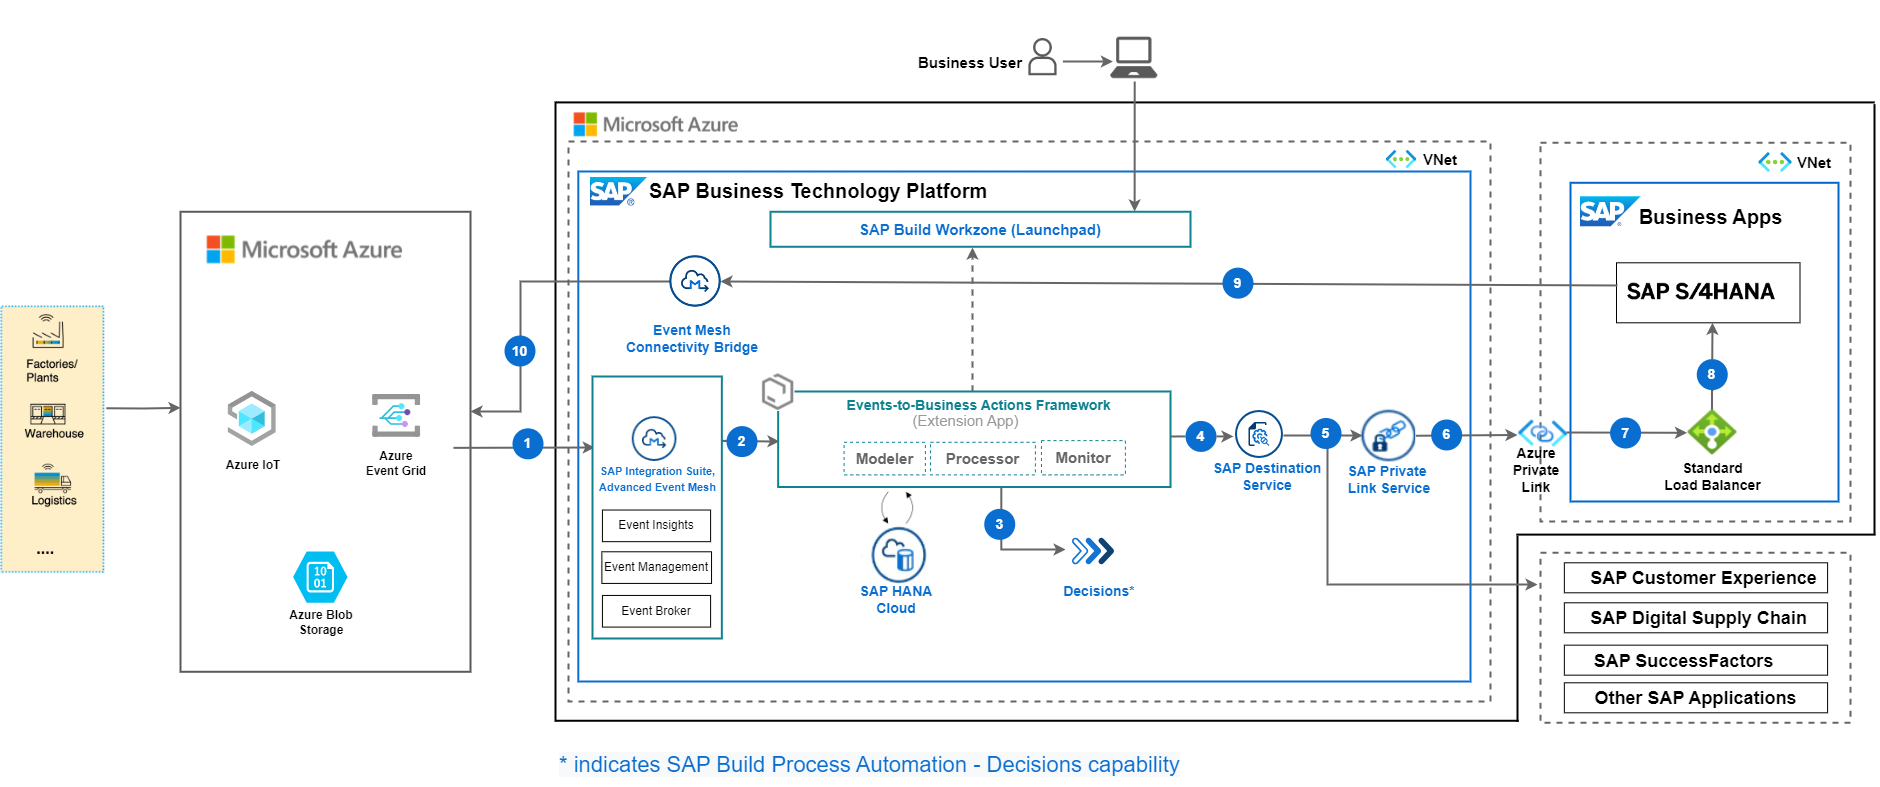 Business User
Microsoft Azure
VNet
VNet
SAP
®
SAP Business Technology Platform
SAP
®
Business Apps
SAP Build Workzone (Launchpad)
Microsoft Azure
9
SAP S/4HANA
Event Mesh
Connectivity Bridge
10
8
Factories/
Plants
Warehouse
Logistics
....
Azure IoT
Azure
Event Grid
10
01
Azure Blob
Storage
1
SAP Integration Suite,
Advanced Event Mesh
Event Insights
Event Management
Event Broker
2
Events-to-Business Actions Framework
(Extension App)
Modeler
Processor
Monitor
SAP HANA
Cloud
3
Decisions*
4
SAP Destination
Service
5
SAP Private
Link Service
6
Azure
Private
Link
7
Standard
Load Balancer
SAP Customer Experience
SAP Digital Supply Chain
SAP SuccessFactors
Other SAP Applications
* indicates SAP Build Process Automation - Decisions capability